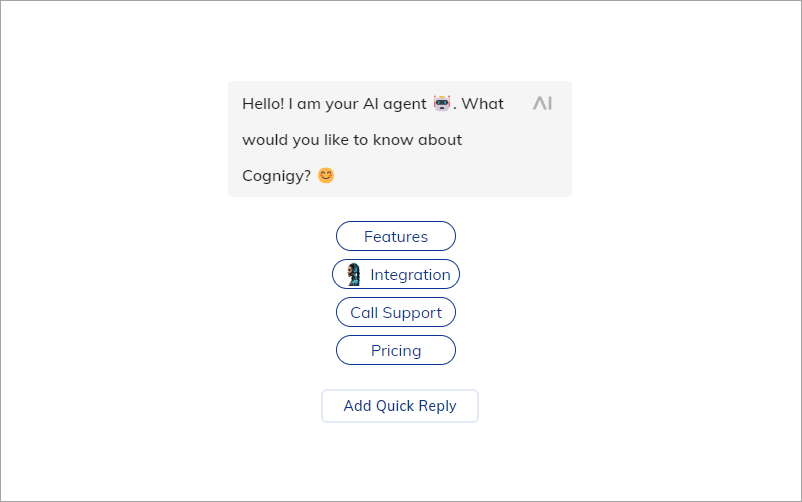 Hello! I am your AI agent 🤖. What
AI
would you like to know about
Cognigy? 😊
Features
Integration
Call Support
Pricing
Add Quick Reply